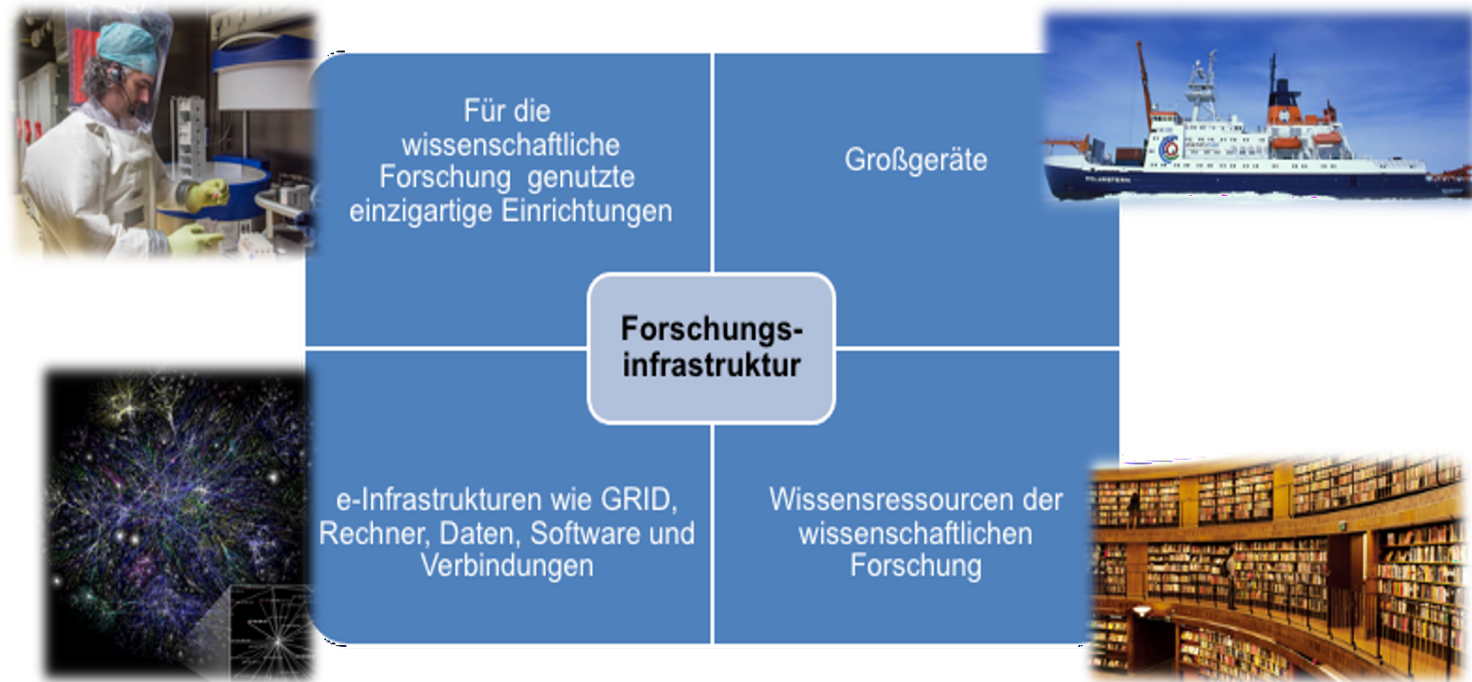 Für die
wissenschaftliche
Forschung genutzte
einzigartige Einrichtungen
Großgeräte
POLARSTERN
Forschungs-
infrastruktur
e-Infrastrukturen wie GRID,
Rechner, Daten, Software und
Verbindungen
Wissensressourcen der
wissenschaftlichen
Forschung